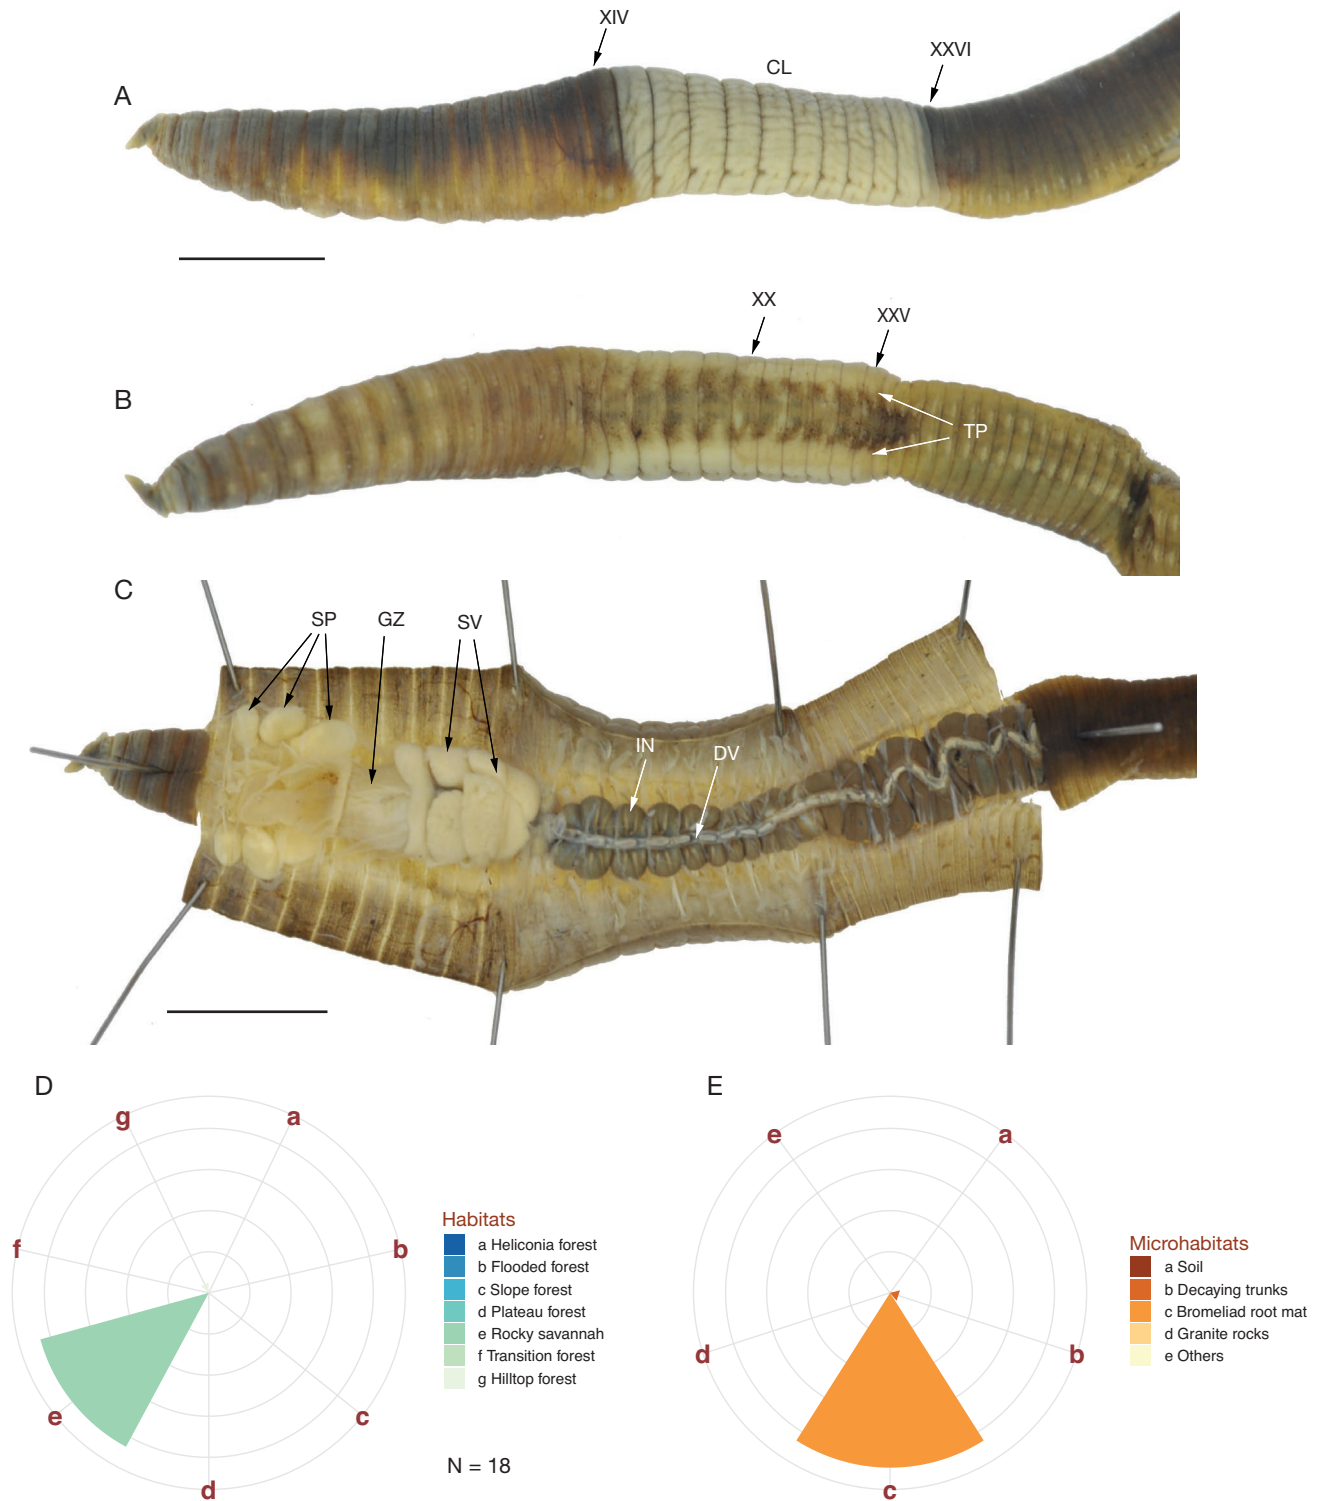 XIV
XXVI
CL
A
XX
XXV
B
TP
C
SP
GZ
SV
IN
DV
D
E
g
a
f
b
e
c
d
Habitats
a Heliconia forest
b Flooded forest
c Slope forest
d Plateau forest
e Rocky savannah
f Transition forest
g Hilltop forest
N = 18
e
a
d
b
c
Microhabitats
a Soil
b Decaying trunks
c Bromeliad root mat
d Granite rocks
e Others